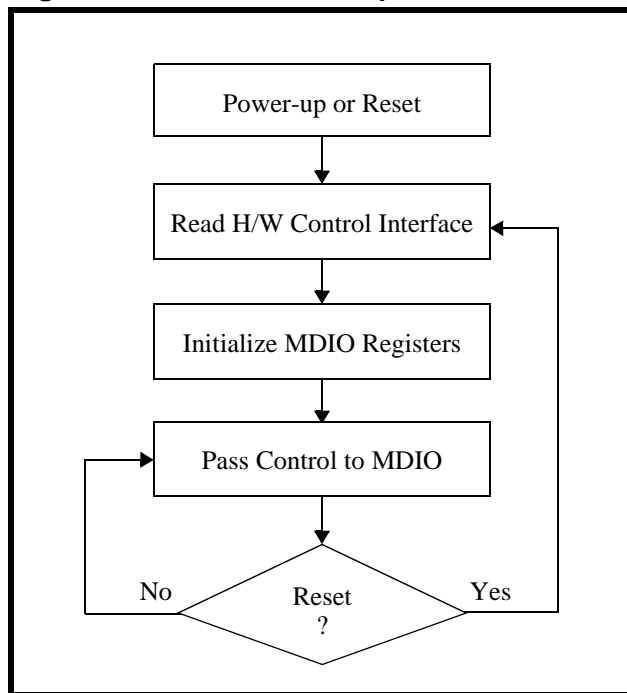 Power-up or Reset
Read H/W Control Interface
Initialize MDIO Registers
Pass Control to MDIO
No
Reset
?
Yes